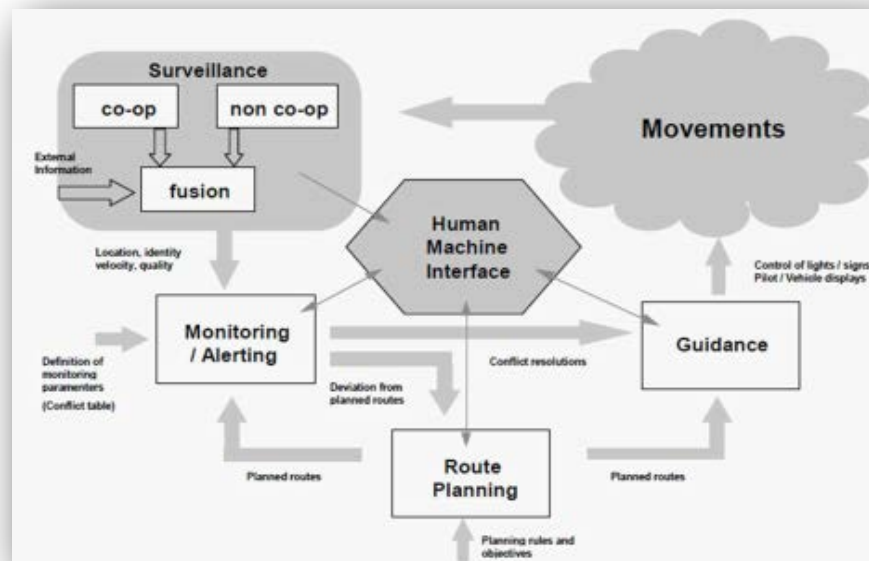 Surveillance
co-op
non co-op
External
Information
fusion
Movements
Human
Machine
Interface
Location, identity
velocity, quality
Control of lights / signs
Pilot / Vehicle displays
Monitoring
/ Alerting
Guidance
Definition of
monitoring
paramenters
(Conflict table)
Conflict resolutions
Deviation from
planned routes
Route
Planning
Planned routes
Planned routes
Planning rules and
objectives